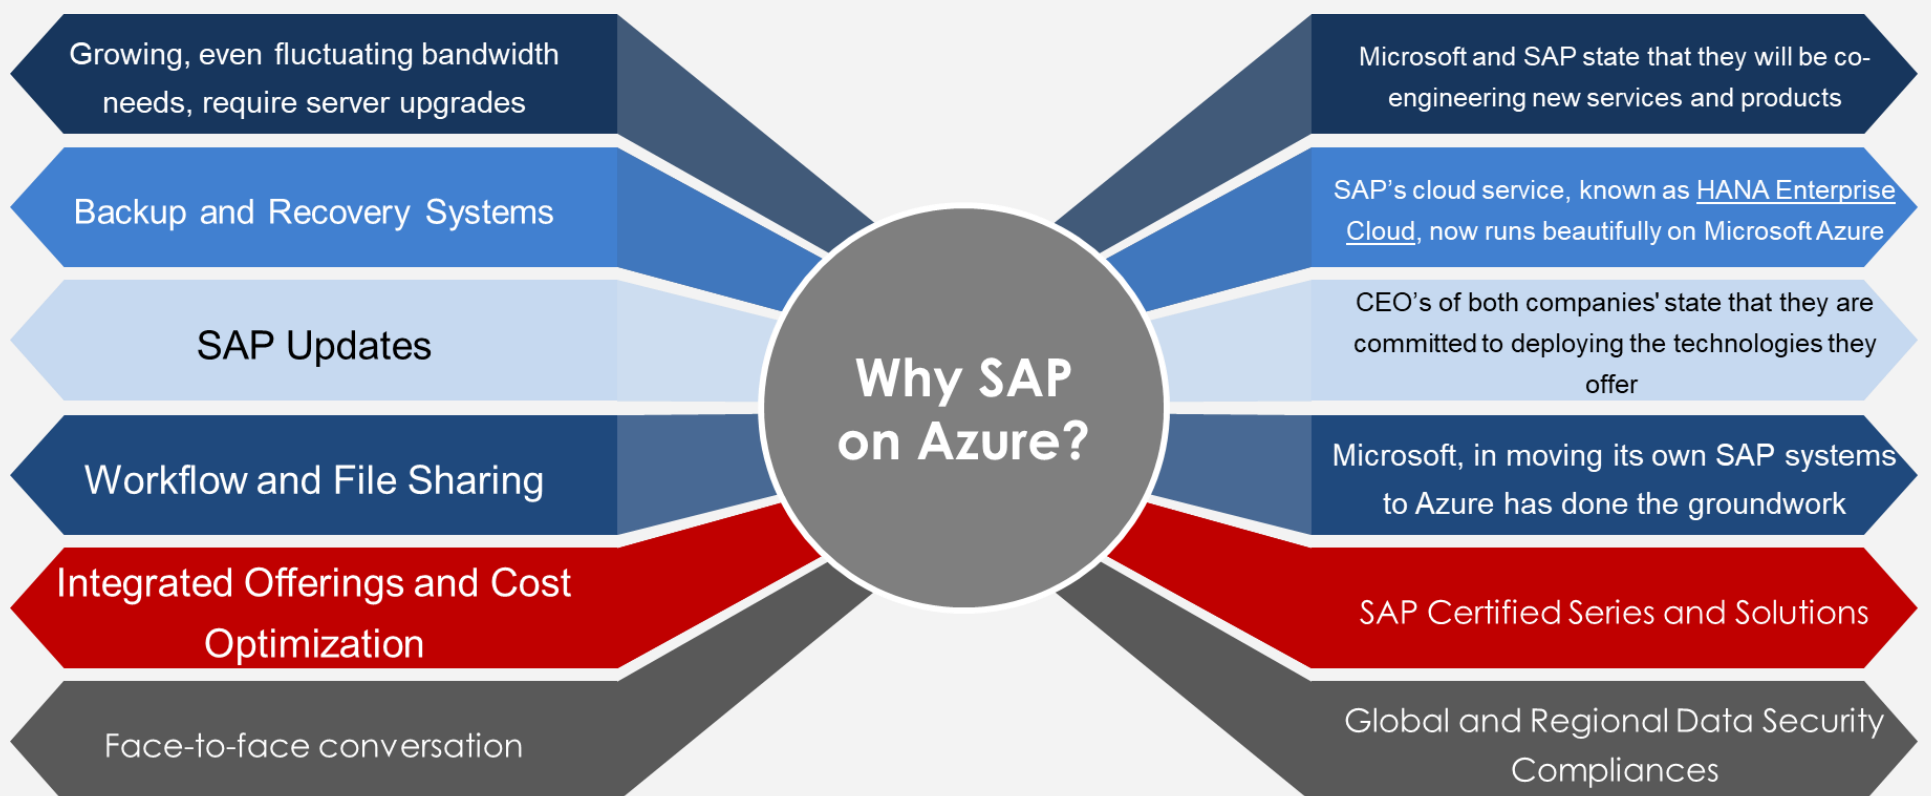 Growing, even fluctuating bandwidth
needs, require server upgrades
Backup and Recovery Systems
SAP Updates
Workflow and File Sharing
Integrated Offerings and Cost
Optimization
Face-to-face conversation
Why SAP
on Azure?
Microsoft and SAP state that they will be co-
engineering new services and products
SAP’s cloud service, known as HANA Enterprise
Cloud, now runs beautifully on Microsoft Azure
CEO’s of both companies' state that they are
committed to deploying the technologies they
offer
Microsoft, in moving its own SAP systems
to Azure has done the groundwork
SAP Certified Series and Solutions
Global and Regional Data Security
Compliances